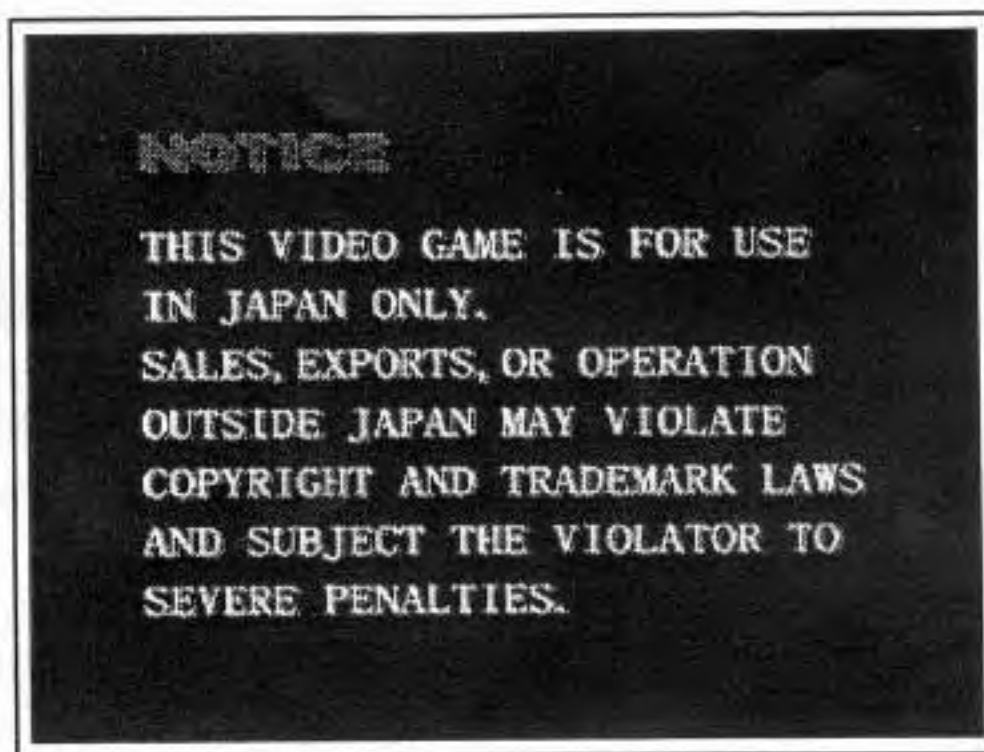 NOTICE
THIS VIDEO GAME IS FOR USE
IN JAPAN ONLY.
SALES, EXPORTS, OR OPERATION
OUTSIDE JAPAN MAY VIOLATE
COPYRIGHT AND TRADEMARK LAWS
AND SUBJECT THE VIOLATOR TO
SEVERE PENALTIES.